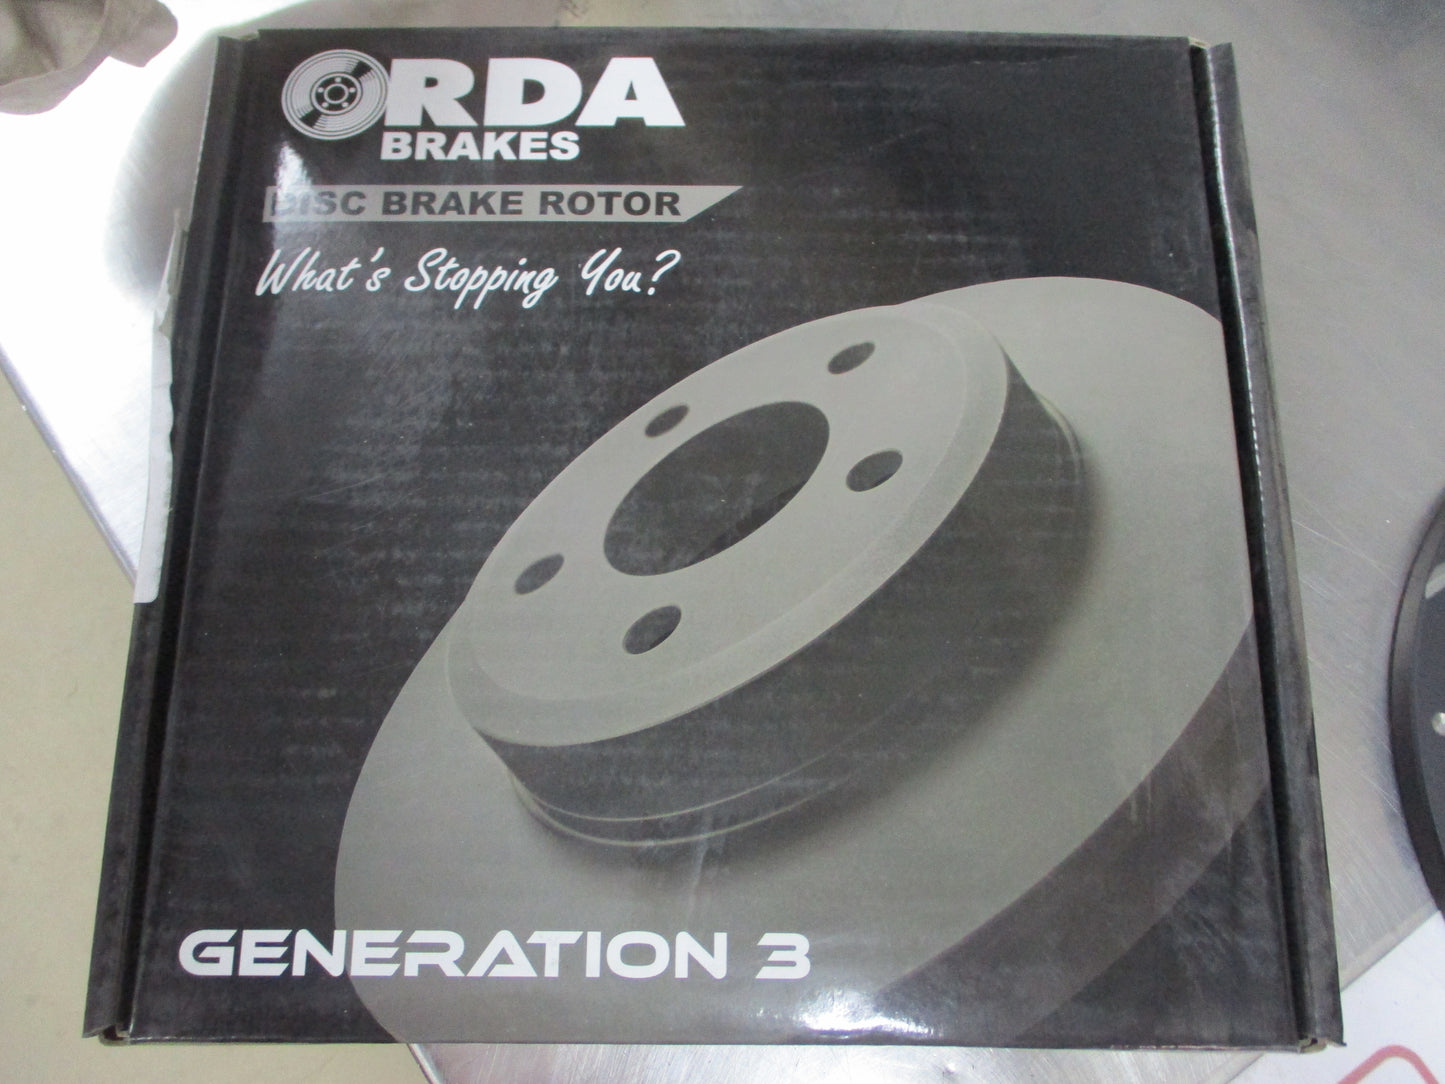 RDA
BRAKES
DISC BRAKE ROTOR
What's Stopping You?
GENERATION 3